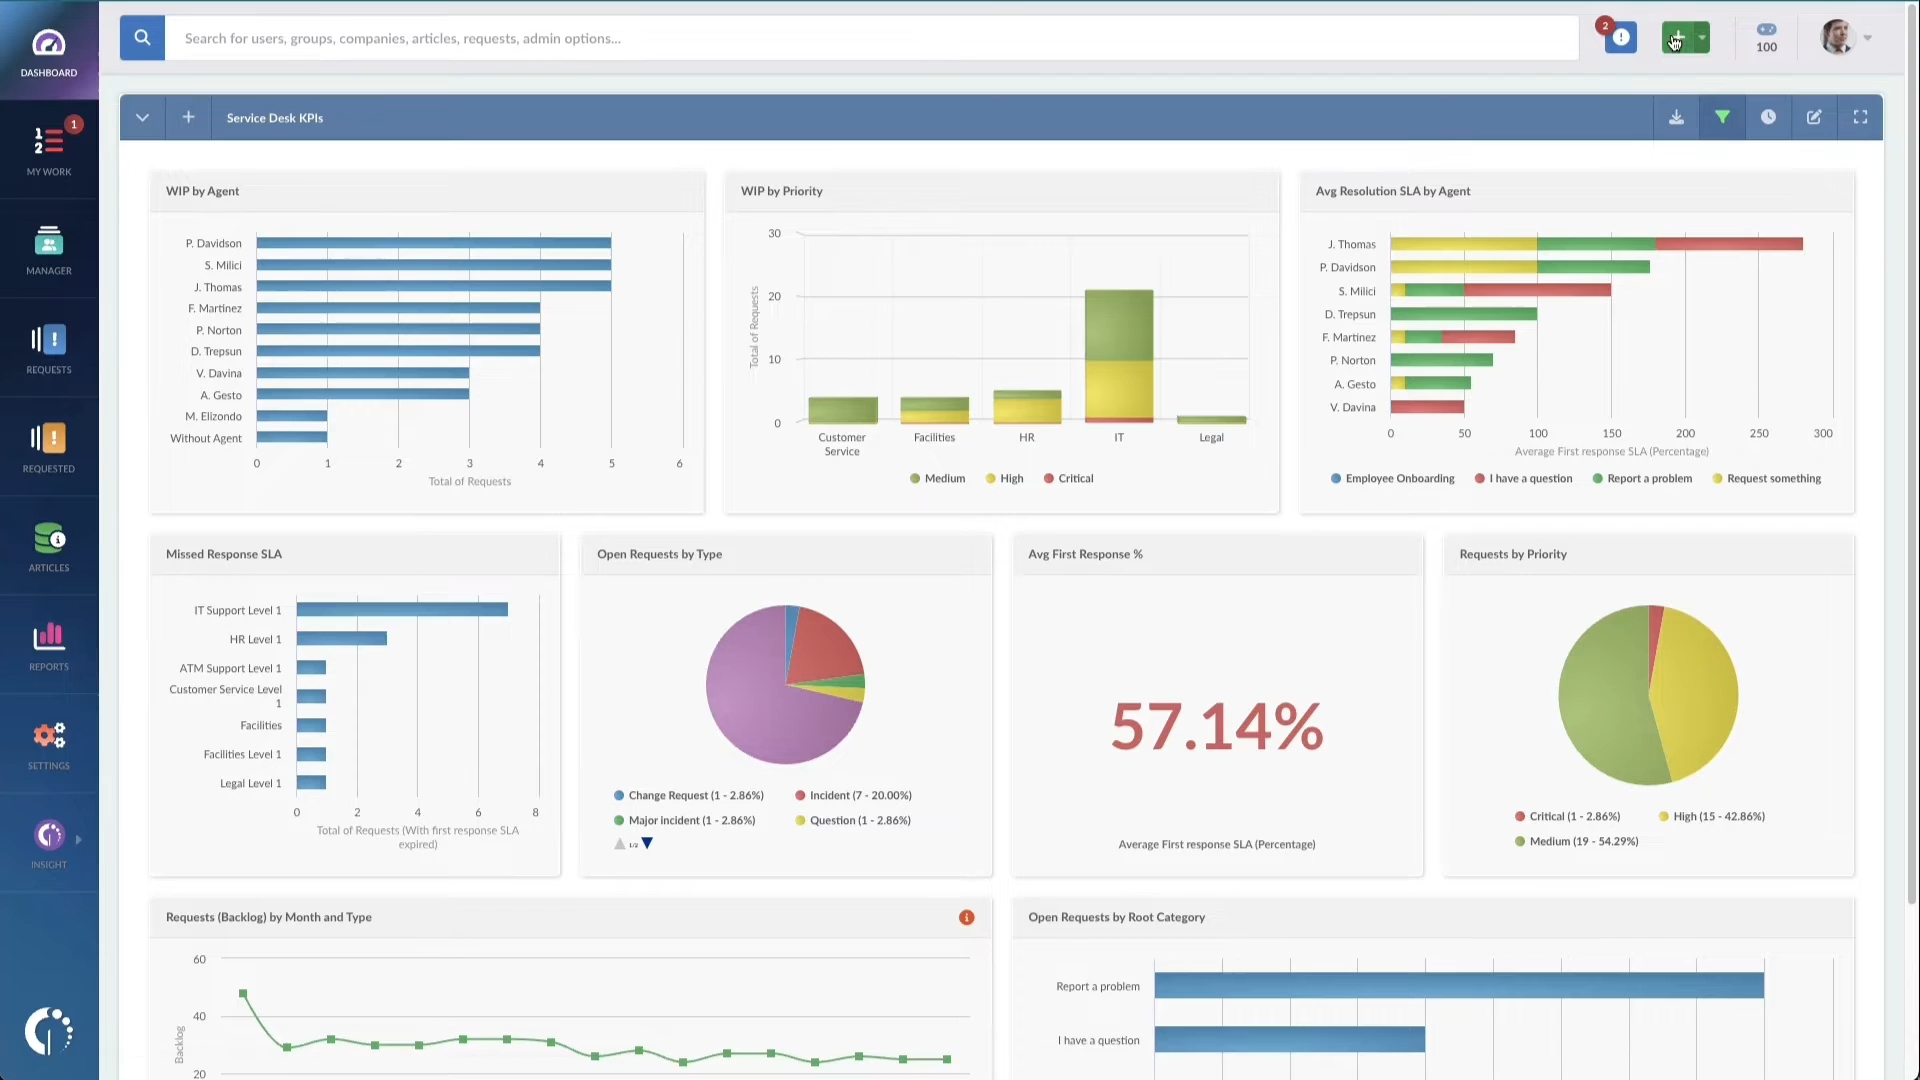 Search for users, groups, companies, articles, requests, admin options...
2
100
DASHBOARD
1
MY WORK
MANAGER
REQUESTS
REQUESTED
ARTICLES
REPORTS
SETTINGS
INSIGHT
Service Desk KPIs
WIP by Agent
P. Davidson
S. Milici
J. Thomas
F. Martinez
P. Norton
D. Trepsun
V. Davina
A. Gesto
M. Elizondo
Without Agent
0 1 2 3 4 5 6
Total of Requests
WIP by Priority
Total of Requests
30
20
10
0
Customer Service
Facilities
HR
IT
Legal
Medium High Critical
Avg Resolution SLA by Agent
J. Thomas
P. Davidson
S. Milici
D. Trepsun
F. Martinez
P. Norton
A. Gesto
V. Davina
0 50 100 150 200 250 300
Average First response SLA (Percentage)
Employee Onboarding I have a question Report a problem Request something
Missed Response SLA
IT Support Level 1
HR Level 1
ATM Support Level 1
Customer Service Level
1
Facilities
Facilities Level 1
Legal Level 1
0 2 4 6 8
Total of Requests (With first response SLA
expired)
Open Requests by Type
Change Request (1 - 2.86%) Incident (7 - 20.00%)
Major incident (1 - 2.86%) Question (1 - 2.86%)
1/2
Avg First Response %
57.14%
Average First response SLA (Percentage)
Requests by Priority
Critical (1 - 2.86%) High (15 - 42.86%)
Medium (19 - 54.29%)
Requests (Backlog) by Month and Type
60
40
20
Backlog
Open Requests by Root Category
Report a problem
I have a question